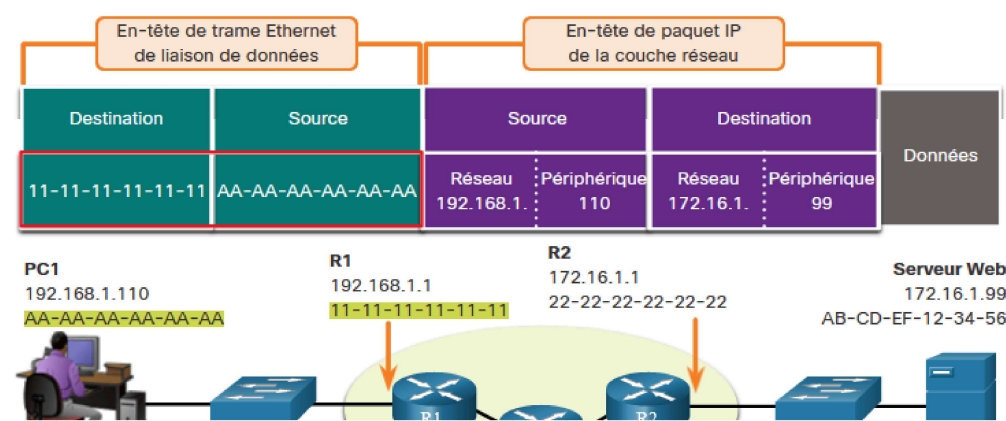 En-tête de trame Ethernet
de liaison de données
En-tête de paquet IP
de la couche réseau
Destination
Source
Source
Destination
Données
11-11-11-11-11-11
AA-AA-AA-AA-AA-AA
Réseau
192.168.1.
Périphérique
110
Réseau
172.16.1.
Périphérique
99
PC1
192.168.1.110
AA-AA-AA-AA-AA-AA
R1
192.168.1.1
11-11-11-11-11-11
R2
172.16.1.1
22-22-22-22-22-22
Serveur Web
172.16.1.99
AB-CD-EF-12-34-56
R1
R2